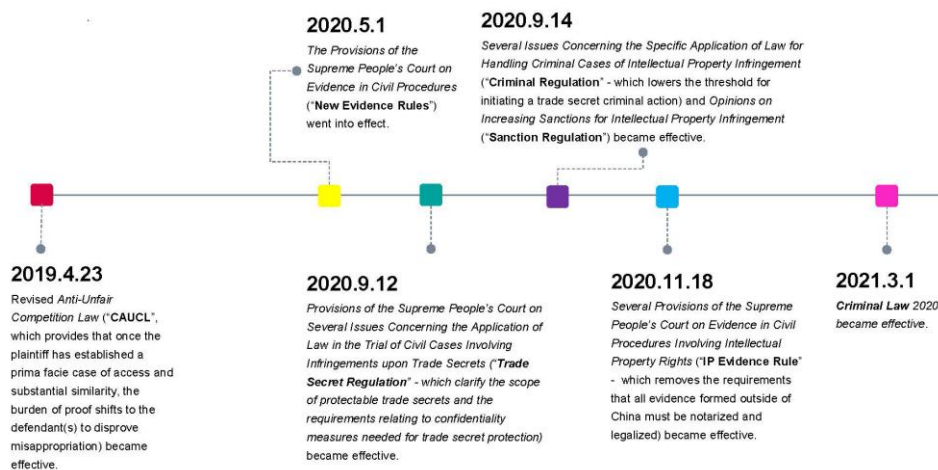 2020.5.1
The Provisions of the
Supreme People's Court on
Evidence in Civil Procedures
("New Evidence Rules")
went into effect.
2020.9.14
Several Issues Concerning the Specific Application of Law for
Handling Criminal Cases of Intellectual Property Infringement
("Criminal Regulation" - which lowers the threshold for
initiating a trade secret criminal action) and Opinions on
Increasing Sanctions for Intellectual Property Infringement
("Sanction Regulation") became effective.
2019.4.23
Revised Anti-Unfair
Competition Law ("CAUCL",
which provides that once the
plaintiff has established a
prima facie case of access and
substantial similarity, the
burden of proof shifts to the
defendant(s) to disprove
misappropriation) became
effective.
2020.9.12
Provisions of the Supreme People's Court on
Several Issues Concerning the Application of
Law in the Trial of Civil Cases Involving
Infringements upon Trade Secrets ("Trade
Secret Regulation" - which clarify the scope
of protectable trade secrets and the
requirements relating to confidentiality
measures needed for trade secret protection)
became effective.
2020.11.18
Several Provisions of the Supreme
People's Court on Evidence in Civil
Procedures Involving Intellectual
Property Rights ("IP Evidence Rule"
- which removes the requirements
that all evidence formed outside of
China must be notarized and
legalized) became effective.
2021.3.1
Criminal Law 2020
became effective.